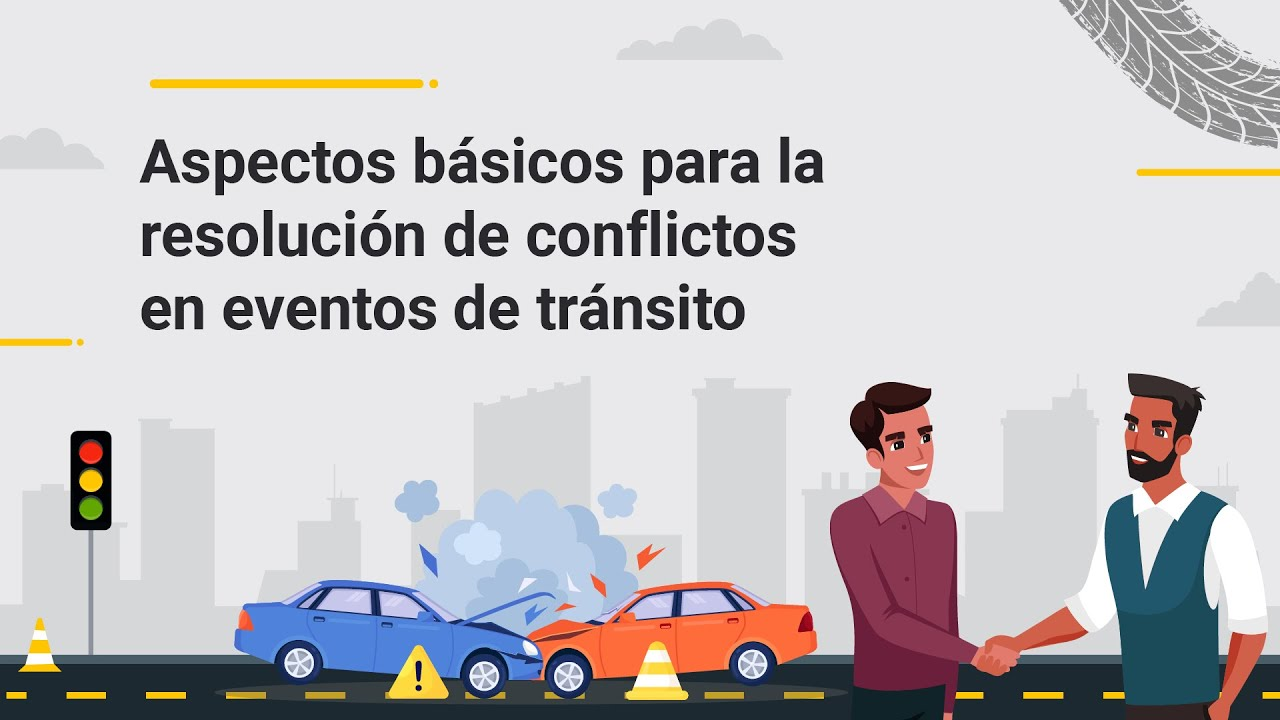 Aspectos básicos para la
resolución de conflictos
en eventos de tránsito
!